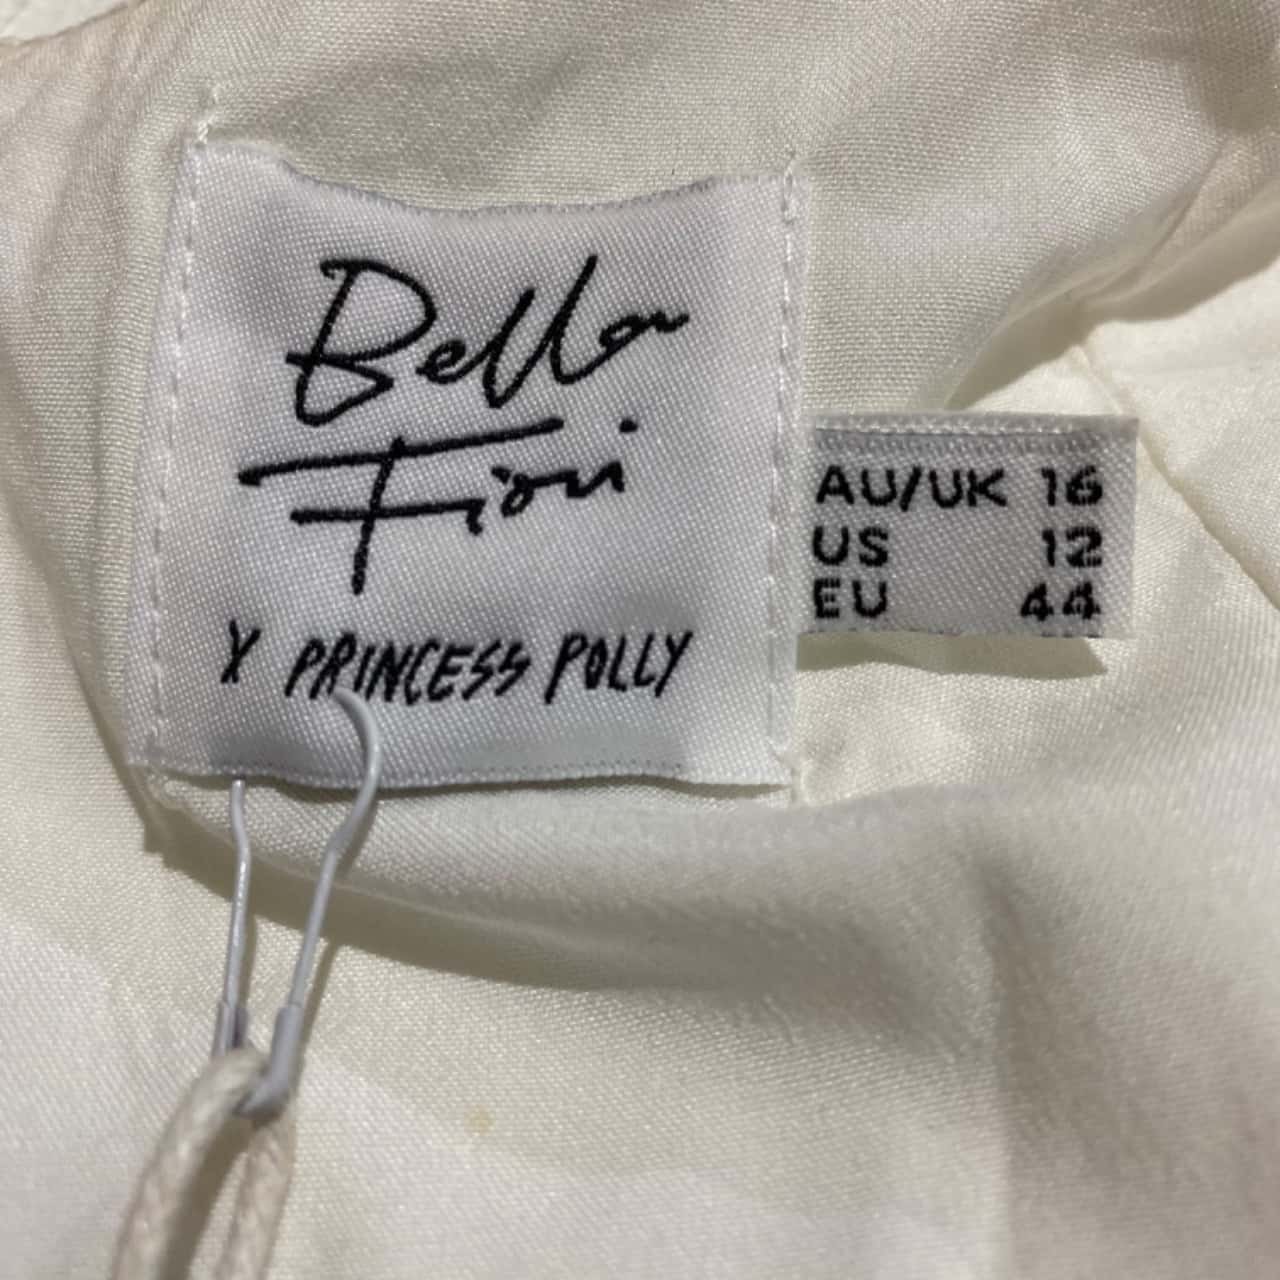 Bella
Fiori
X PRINCESS POLLY
AU/UK 16
US 12
EU 44